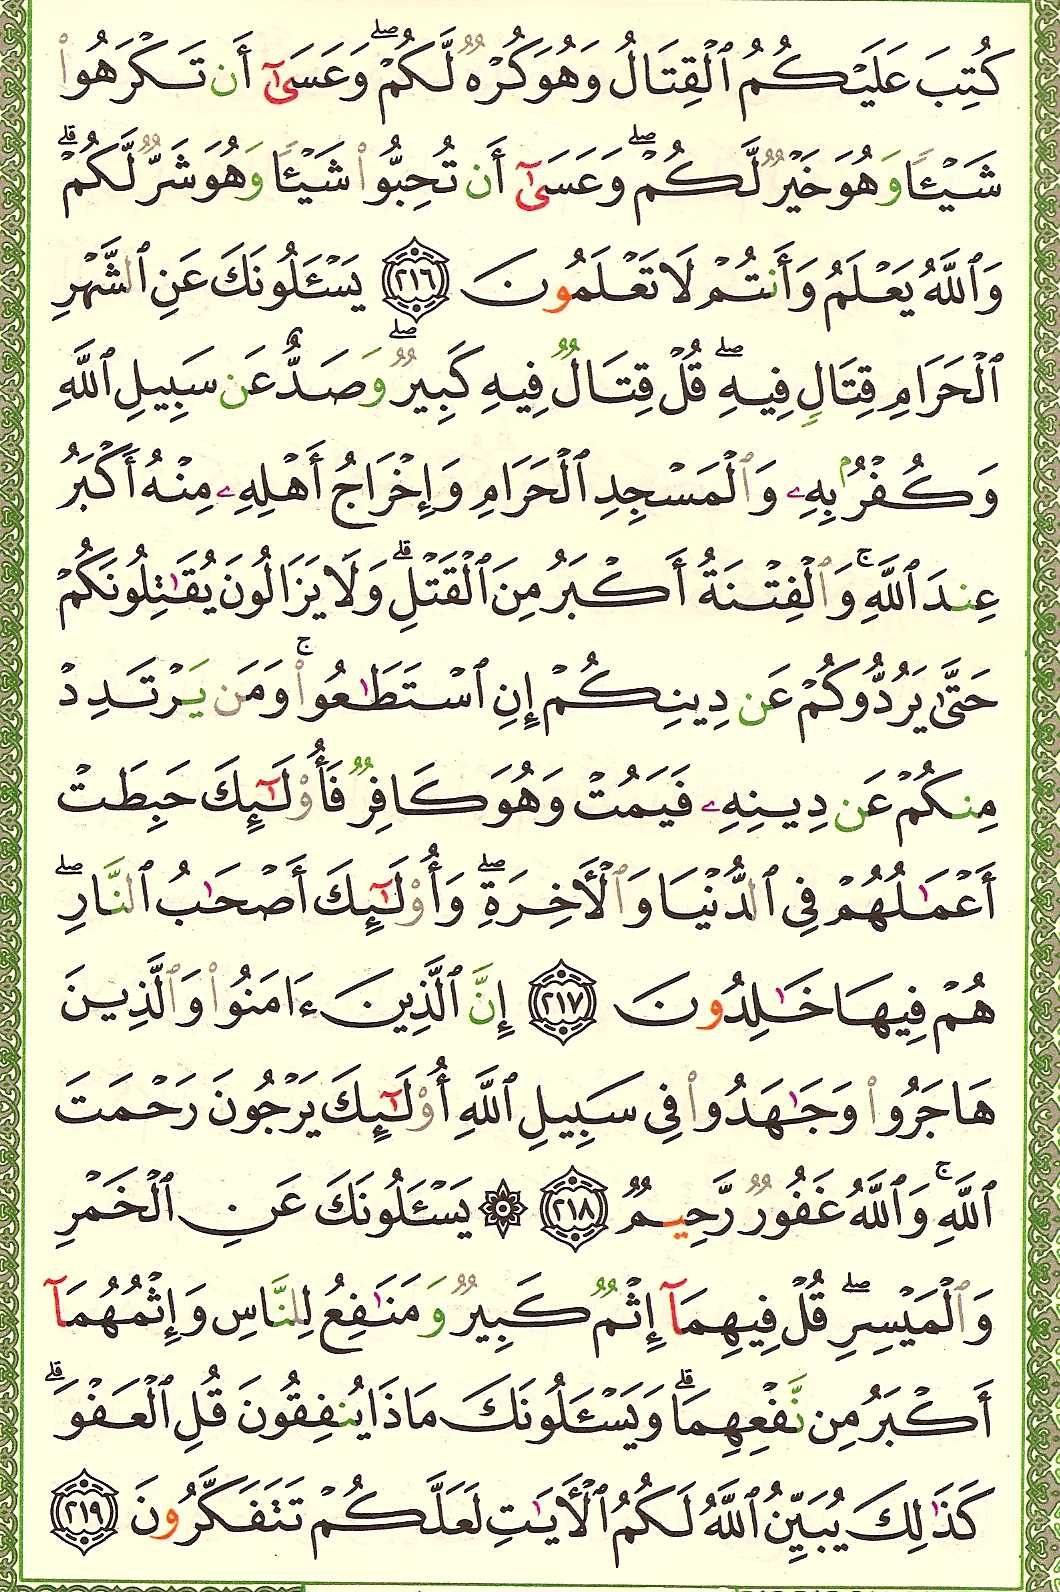 كُتِبَ عَلَيْكُمُ ٱلْقِتَالُ وَهُوَ كُرْهٌ لَّكُمْ ۖ وَعَسَىٰٓ أَن تَكْرَهُوا۟
شَيْـًٔا وَهُوَ خَيْرٌ لَّكُمْ ۖ وَعَسَىٰٓ أَن تُحِبُّوا۟ شَيْـًٔا وَهُوَ شَرٌّ لَّكُمْ ۗ
وَٱللَّهُ يَعْلَمُ وَأَنتُمْ لَا تَعْلَمُونَ ٢١٦ يَسْـَٔلُونَكَ عَنِ ٱلشَّهْرِ
ٱلْحَرَامِ قِتَالٍ فِيهِ ۖ قُلْ قِتَالٌ فِيهِ كَبِيرٌ ۖ وَصَدٌّ عَن سَبِيلِ ٱللَّهِ
وَكُفْرٌۢ بِهِۦ وَٱلْمَسْجِدِ ٱلْحَرَامِ وَإِخْرَاجُ أَهْلِهِۦ مِنْهُ أَكْبَرُ
عِندَ ٱللَّهِ ۚ وَٱلْفِتْنَةُ أَكْبَرُ مِنَ ٱلْقَتْلِ ۗ وَلَا يَزَالُونَ يُقَـٰتِلُونَكُمْ
حَتَّىٰ يَرُدُّوكُمْ عَن دِينِكُمْ إِنِ ٱسْتَطَـٰعُوا۟ ۚ وَمَن يَرْتَدِدْ
مِنكُمْ عَن دِينِهِۦ فَيَمُتْ وَهُوَ كَافِرٌ فَأُو۟لَـٰٓئِكَ حَبِطَتْ
أَعْمَـٰلُهُمْ فِى ٱلدُّنْيَا وَٱلْـَٔاخِرَةِ ۖ وَأُو۟لَـٰٓئِكَ أَصْحَـٰبُ ٱلنَّارِ ۖ
هُمْ فِيهَا خَـٰلِدُونَ ٢١٧ إِنَّ ٱلَّذِينَ ءَامَنُوا۟ وَٱلَّذِينَ
هَاجَرُوا۟ وَجَـٰهَدُوا۟ فِى سَبِيلِ ٱللَّهِ أُو۟لَـٰٓئِكَ يَرْجُونَ رَحْمَتَ
ٱللَّهِ ۚ وَٱللَّهُ غَفُورٌ رَّحِيمٌ ٢١٨ ۞ يَسْـَٔلُونَكَ عَنِ ٱلْخَمْرِ
وَٱلْمَيْسِرِ ۖ قُلْ فِيهِمَآ إِثْمٌ كَبِيرٌ وَمَنَـٰفِعُ لِلنَّاسِ وَإِثْمُهُمَآ
أَكْبَرُ مِن نَّفْعِهِمَا ۗ وَيَسْـَٔلُونَكَ مَاذَا يُنفِقُونَ قُلِ ٱلْعَفْوَ ۗ
كَذَٰلِكَ يُبَيِّنُ ٱللَّهُ لَكُمُ ٱلْـَٔايَـٰتِ لَعَلَّكُمْ تَتَفَكَّرُونَ ٢١٩